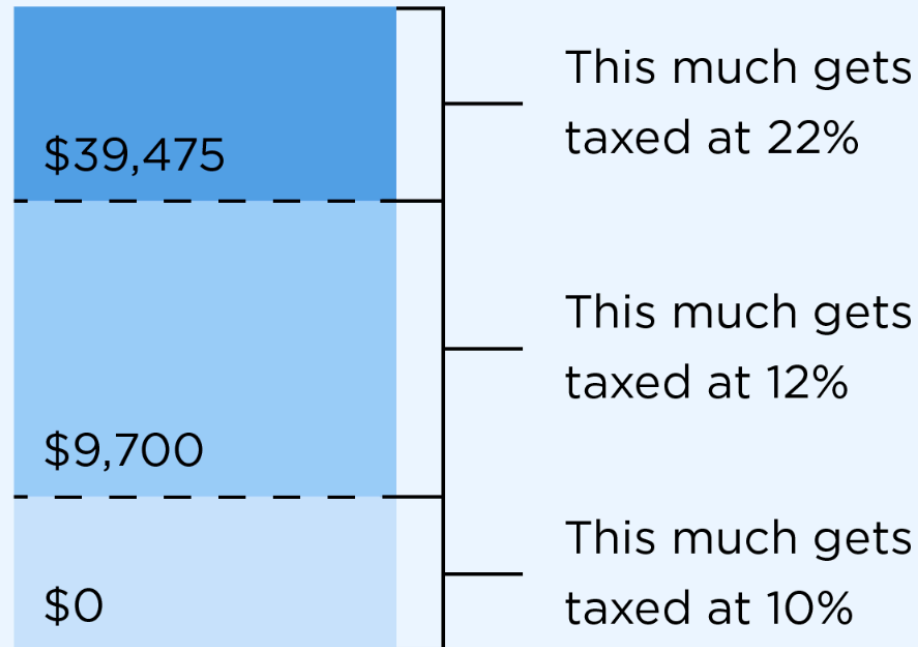 This much gets
taxed at 22%
$39,475
This much gets
taxed at 12%
$9,700
This much gets
taxed at 10%
$0